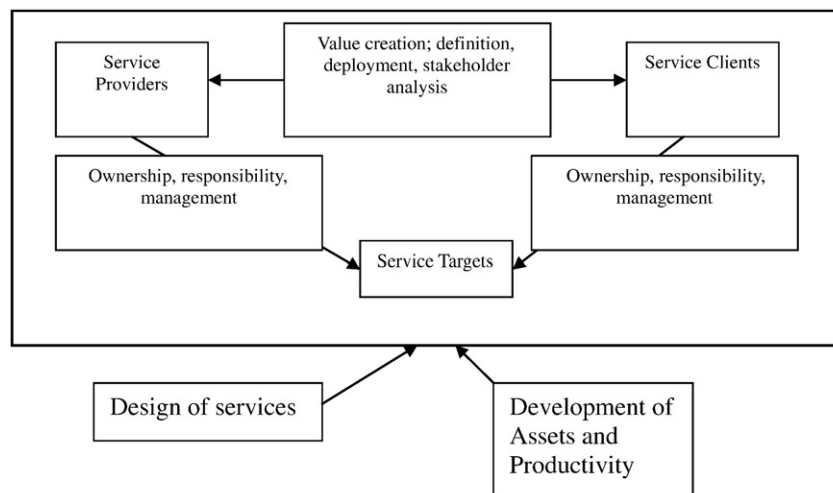 Service
Providers
Value creation; definition,
deployment, stakeholder
analysis
Service Clients
Ownership, responsibility,
management
Ownership, responsibility,
management
Service Targets
Design of services
Development of
Assets and
Productivity